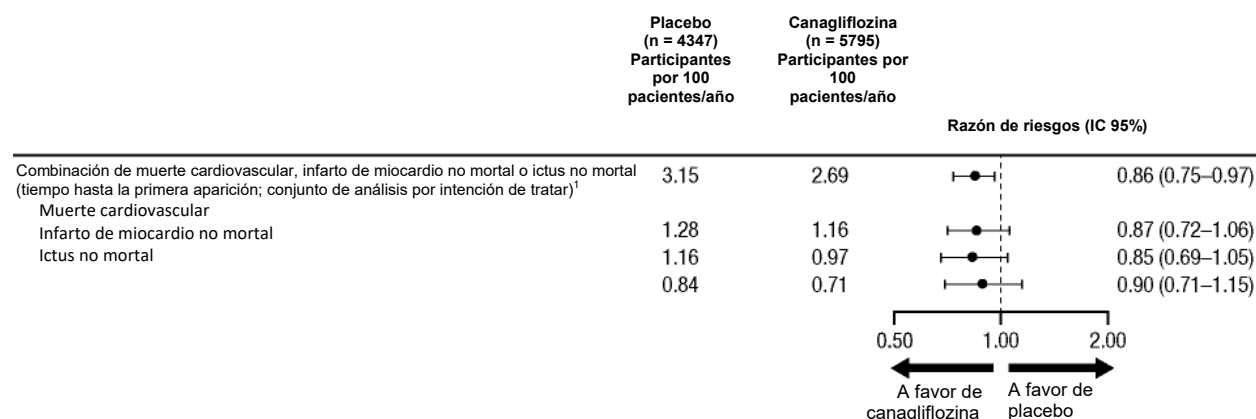 Placebo
(n = 4347)
Participantes
por 100
pacientes/año
Canagliflozina
(n = 5795)
Participantes por
100
pacientes/año
Razón de riesgos (IC 95%)
Combinación de muerte cardiovascular, infarto de miocardio no mortal o ictus no mortal
(tiempo hasta la primera aparición; conjunto de análisis por intención de tratar)¹
3.15 2.69 0.86 (0.75–0.97)
Muerte cardiovascular
Infarto de miocardio no mortal
1.28 1.16 0.87 (0.72–1.06)
Ictus no mortal
1.16 0.97 0.85 (0.69–1.05)
0.84 0.71 0.90 (0.71–1.15)
0.50 1.00 2.00
A favor de
canagliflozina
A favor de
placebo